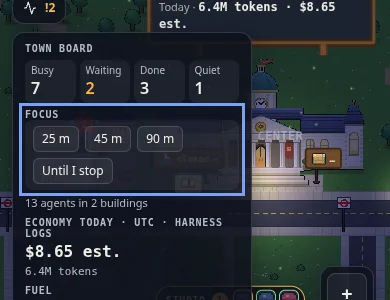 !2
Today · 6.4M tokens · $8.65
est.
TOWN BOARD
Busy Waiting Done Quiet
7 2 3 1
FOCUS
25 m 45 m 90 m
Until I stop
CENTER
13 agents in 2 buildings
ECONOMY TODAY · UTC · HARNESS
LOGS
$8.65 est.
6.4M tokens
FUEL
STUDIO
+